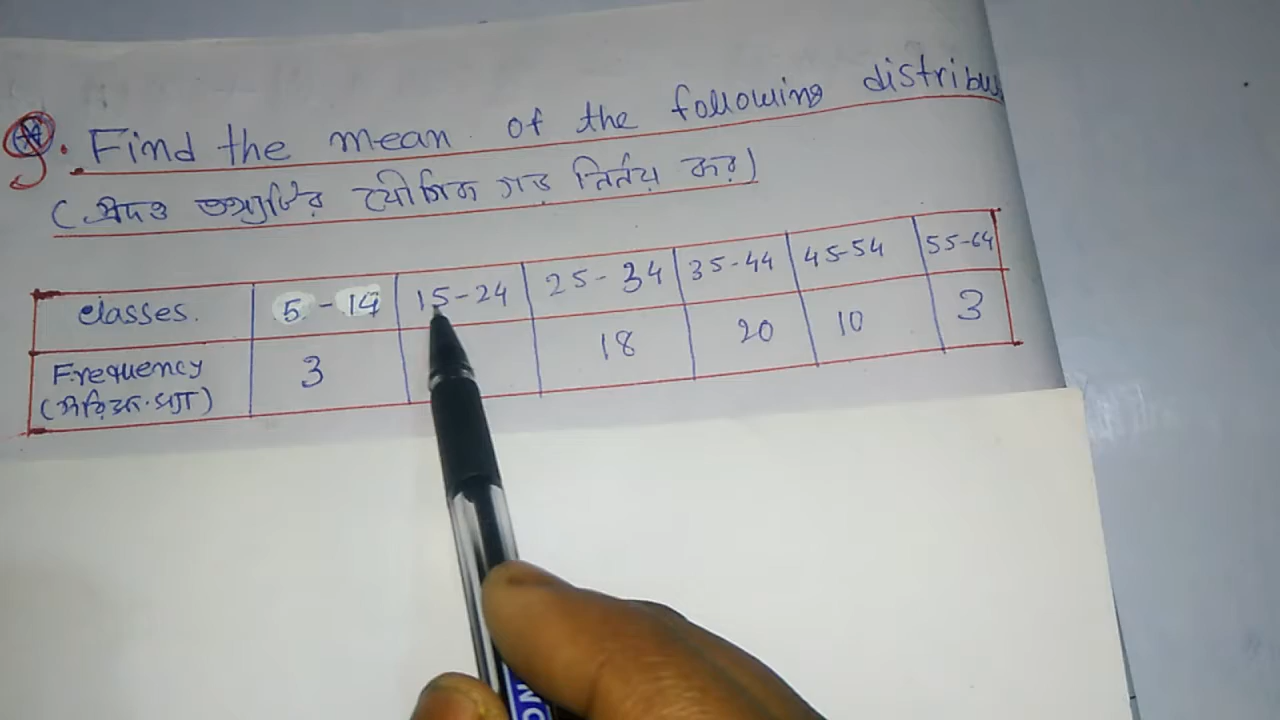 Q. Find the mean of the following distribu
(প্রদত্ত তথ্যটির যৌগিক গড় নির্ণয় কর)
classes. 5-14 15-24 25-34 35-44 45-54 55-64
Frequency 3 18 20 10 3
NO